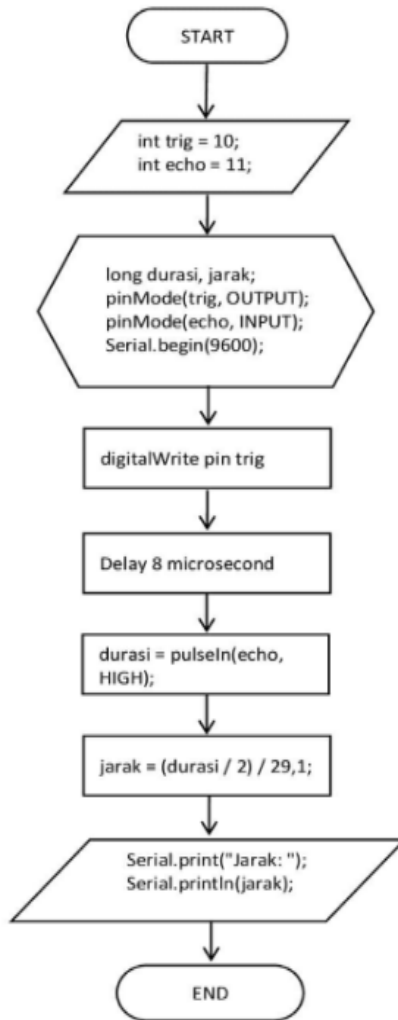 START
int trig = 10;
int echo = 11;
long durasi, jarak;
pinMode(trig, OUTPUT);
pinMode(echo, INPUT);
Serial.begin(9600);
digitalWrite pin trig
Delay 8 microsecond
durasi = pulseIn(echo,
HIGH);
jarak = (durasi / 2) / 29,1;
Serial.print("Jarak: ");
Serial.println(jarak);
END